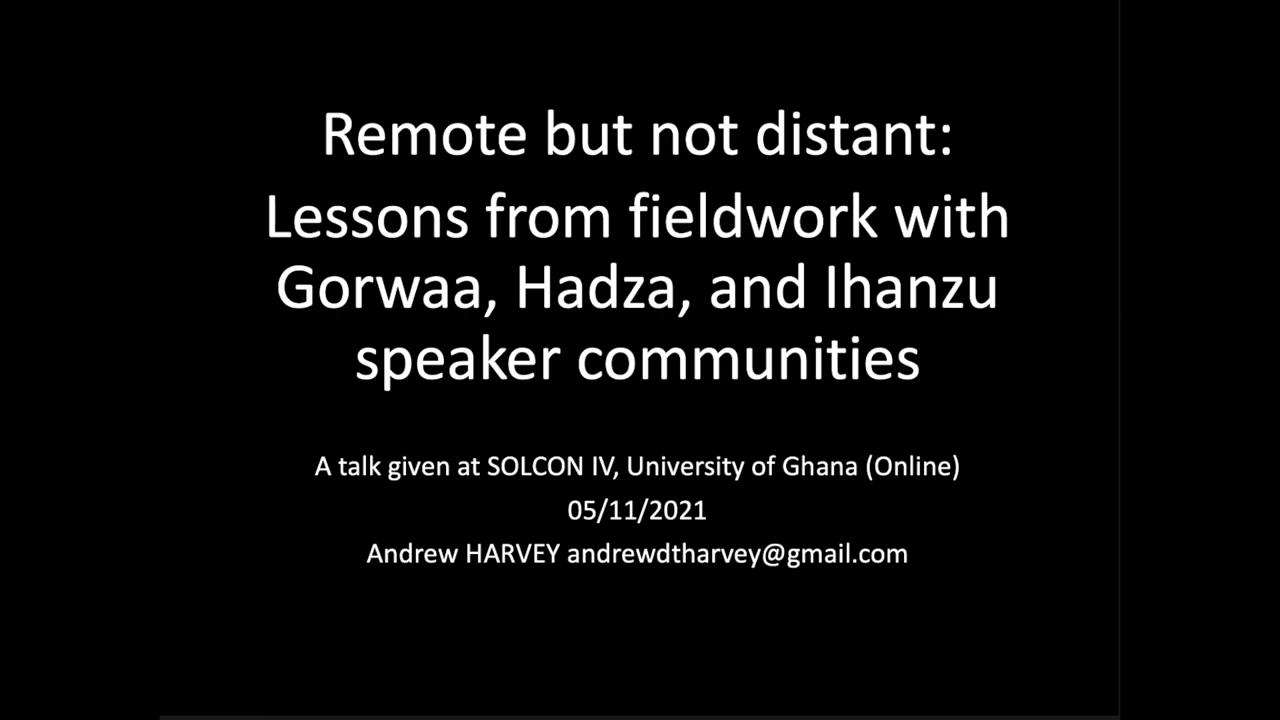 Remote but not distant:
Lessons from fieldwork with
Gorwaa, Hadza, and Ihanzu
speaker communities
A talk given at SOLCON IV, University of Ghana (Online)
05/11/2021
Andrew HARVEY andrewdtharvey@gmail.com